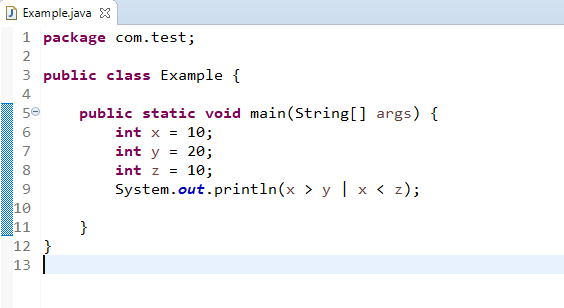 Example.java
1 package com.test;
2
3 public class Example {
4
5 public static void main(String[] args) {
6 int x = 10;
7 int y = 20;
8 int z = 10;
9 System.out.println(x > y | x < z);
10
11 }
12 }
13